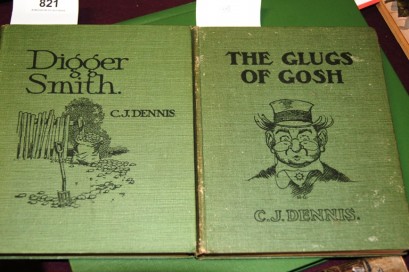 821
Digger
Smith.
C.J. DENNIS
THE GLUGS
OF GOSH
C.J. DENNIS.